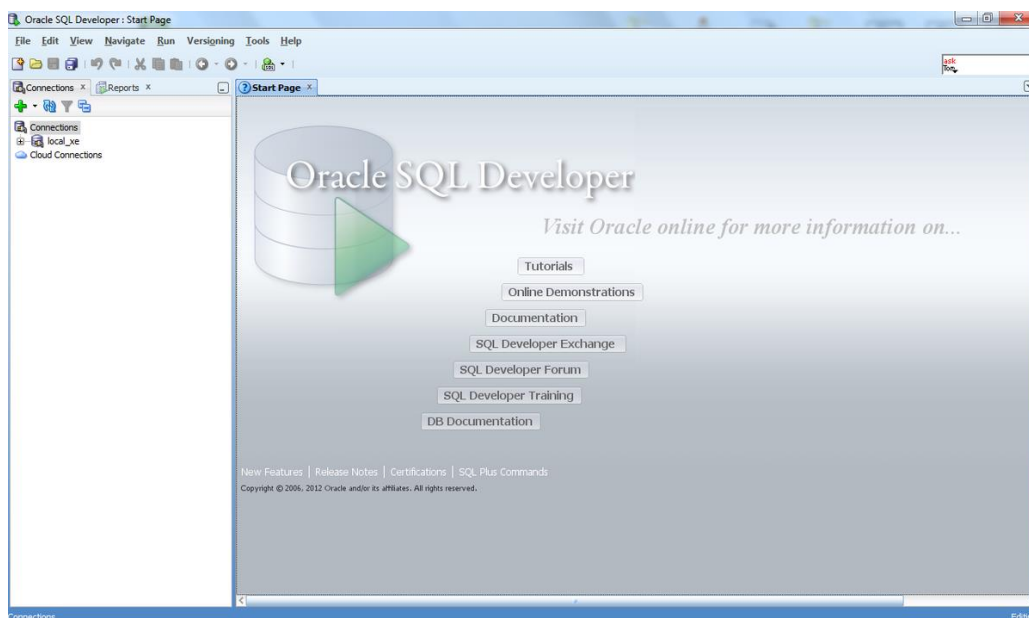 Oracle SQL Developer : Start Page
File Edit View Navigate Run Versioning Tools Help
ask
Tom
Connections Reports
Start Page
Connections
local_xe
Cloud Connections
Oracle SQL Developer
Visit Oracle online for more information on...
Tutorials
Online Demonstrations
Documentation
SQL Developer Exchange
SQL Developer Forum
SQL Developer Training
DB Documentation
New Features | Release Notes | Certifications | SQL Plus Commands
Copyright © 2006, 2012 Oracle and/or its affiliates. All rights reserved.
Connections